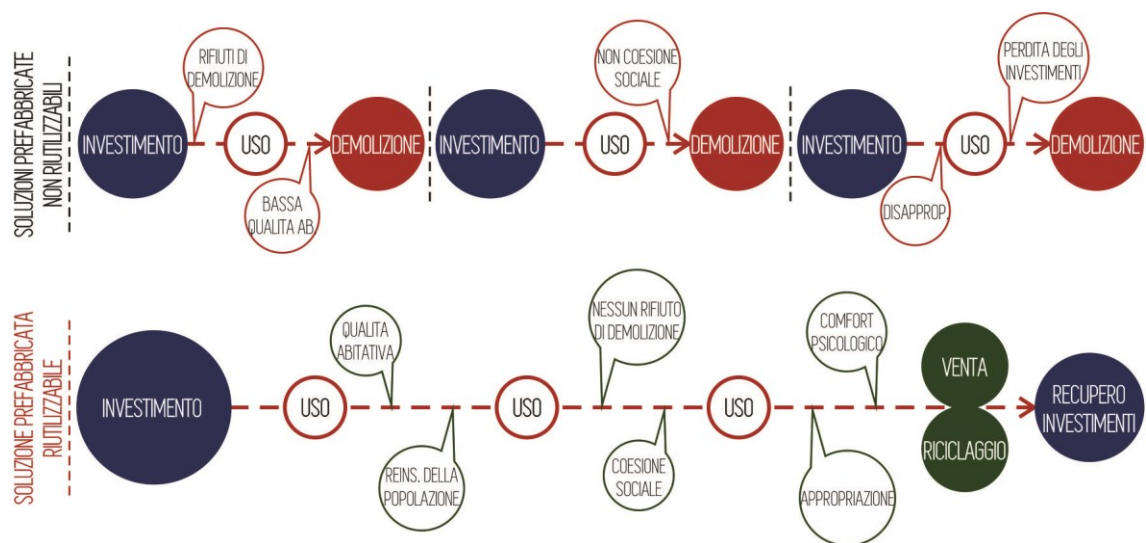 SOLUZIONI PREFABBRICATE
NON RIUTILIZZABILI
INVESTIMENTO
RIFIUTI DI
DEMOLIZIONE
USO
BASSA
QUALITA AB.
DEMOLIZIONE
INVESTIMENTO
NON COESIONE
SOCIALE
USO
DEMOLIZIONE
INVESTIMENTO
DISAPPROP.
USO
PERDITA DEGLI
INVESTIMENTI
DEMOLIZIONE
SOLUZIONE PREFABBRICATA
RIUTILIZZABILE
INVESTIMENTO
USO
QUALITA
ABITATIVA
REINS. DELLA
POPOLAZIONE
USO
NESSUN RIFIUTO
DI DEMOLIZIONE
COESIONE
SOCIALE
USO
APPROPRIAZIONE
COMFORT
PSICOLOGICO
VENTA
RICICLAGGIO
RECUPERO
INVESTIMENTI